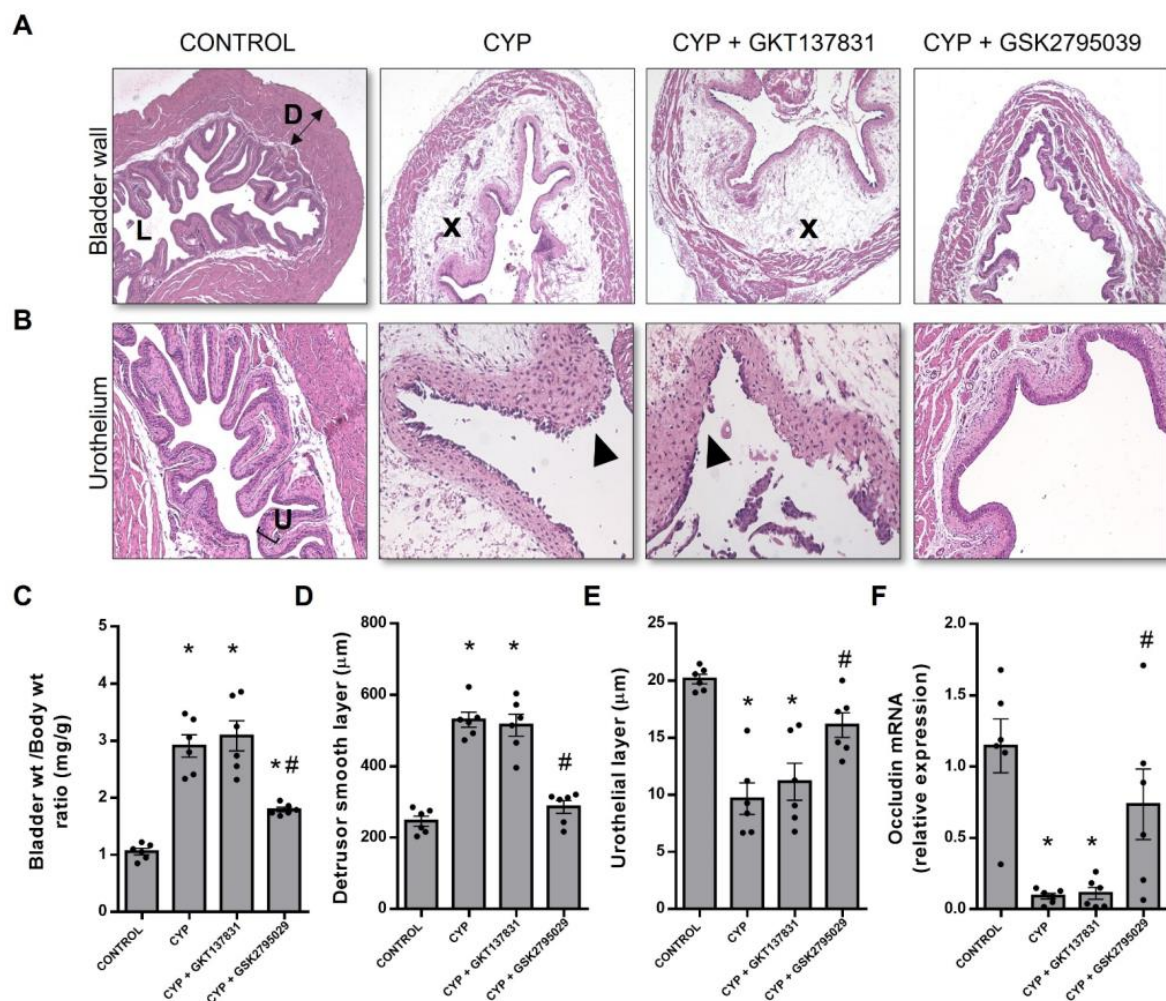 A
CONTROL
CYP
CYP + GKT137831
CYP + GSK2795039
Bladder wall
D
L
X
X
B
Urothelium
U
C
Bladder wt /Body wt
ratio (mg/g)
5
4
3
2
1
0
*
*
*#
CONTROL
CYP
CYP + GKT137831
CYP + GSK2795029
D
Detrusor smooth layer (μm)
800
600
400
200
0
*
*
#
CONTROL
CYP
CYP + GKT137831
CYP + GSK2795029
E
Urothelial layer (μm)
25
20
15
10
5
0
*
*
#
CONTROL
CYP
CYP + GKT137831
CYP + GSK2795029
F
Occludin mRNA
(relative expression)
2.0
1.5
1.0
0.5
0.0
*
*
#
CONTROL
CYP
CYP + GKT137831
CYP + GSK2795029